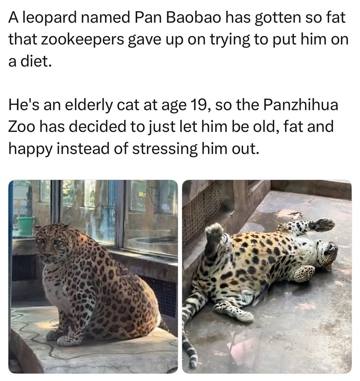 A leopard named Pan Baobao has gotten so fat
that zookeepers gave up on trying to put him on
a diet.
He's an elderly cat at age 19, so the Panzhihua
Zoo has decided to just let him be old, fat and
happy instead of stressing him out.